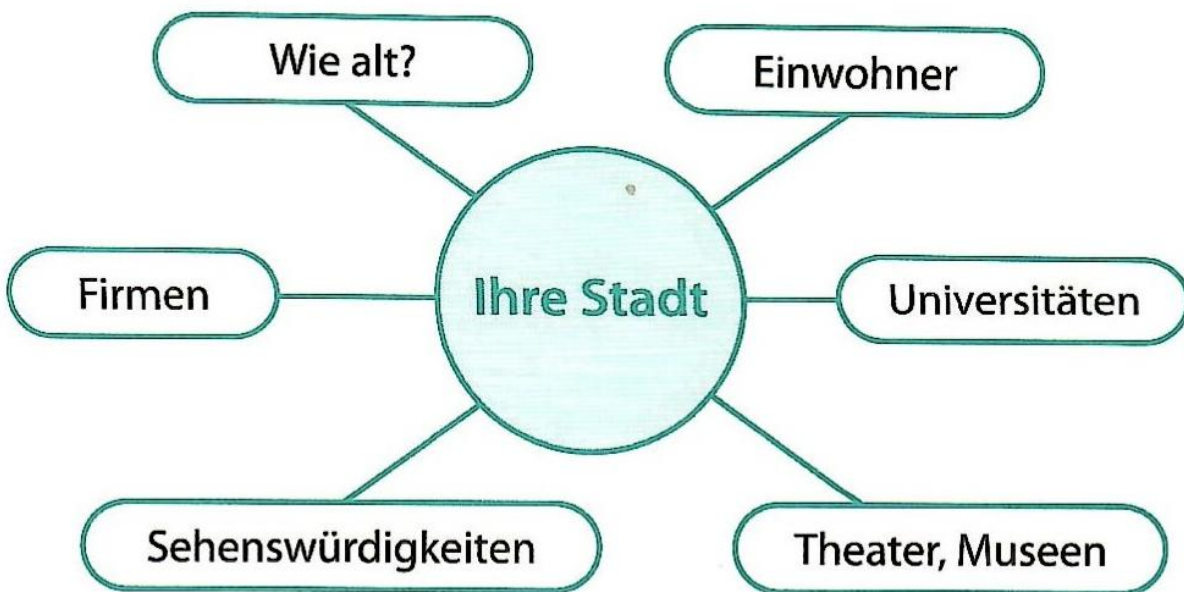 Wie alt?
Einwohner
Firmen
Ihre Stadt
Universitäten
Sehenswürdigkeiten
Theater, Museen